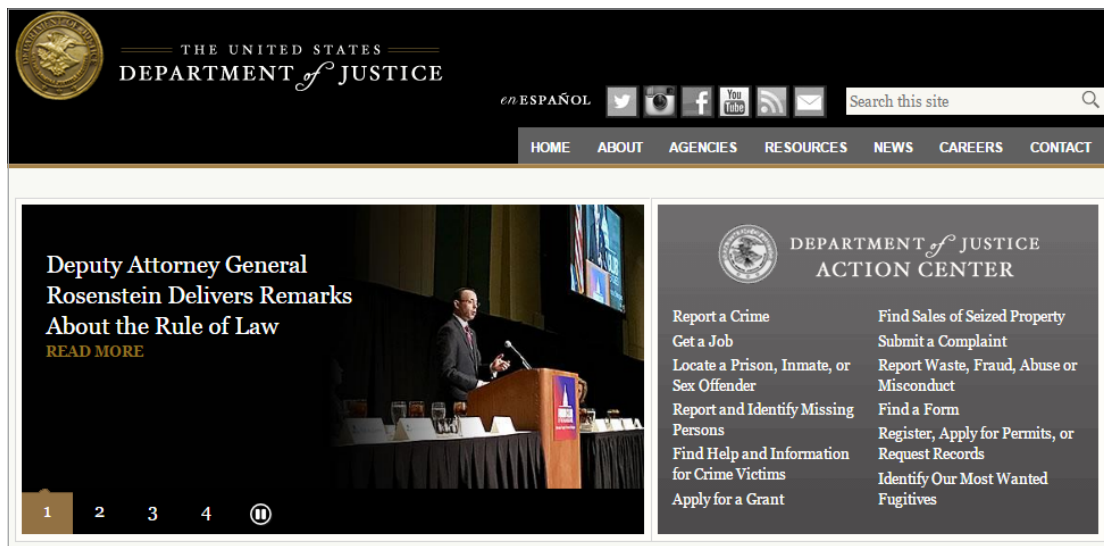 THE UNITED STATES
DEPARTMENT of JUSTICE
en ESPAÑOL
You
Tube
Search this site
HOME ABOUT AGENCIES RESOURCES NEWS CAREERS CONTACT
Deputy Attorney General
Rosenstein Delivers Remarks
About the Rule of Law
READ MORE
1 2 3 4
DEPARTMENT of JUSTICE
ACTION CENTER
Report a Crime
Get a Job
Locate a Prison, Inmate, or
Sex Offender
Report and Identify Missing
Persons
Find Help and Information
for Crime Victims
Apply for a Grant
Find Sales of Seized Property
Submit a Complaint
Report Waste, Fraud, Abuse or
Misconduct
Find a Form
Register, Apply for Permits, or
Request Records
Identify Our Most Wanted
Fugitives